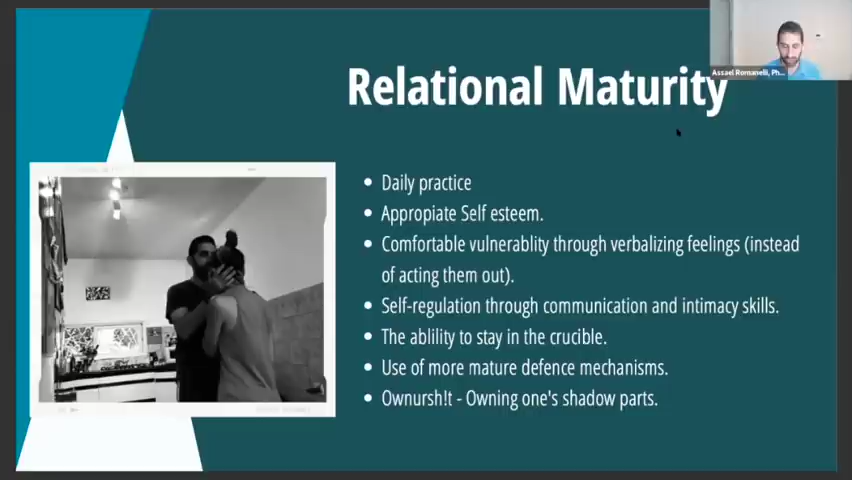 Assael Romanelli, Ph...
Relational Maturity
Daily practice
Appropiate Self esteem.
Comfortable vulnerablity through verbalizing feelings (instead
of acting them out).
Self-regulation through communication and intimacy skills.
The abliility to stay in the crucible.
Use of more mature defence mechanisms.
Ownursh!t - Owning one's shadow parts.